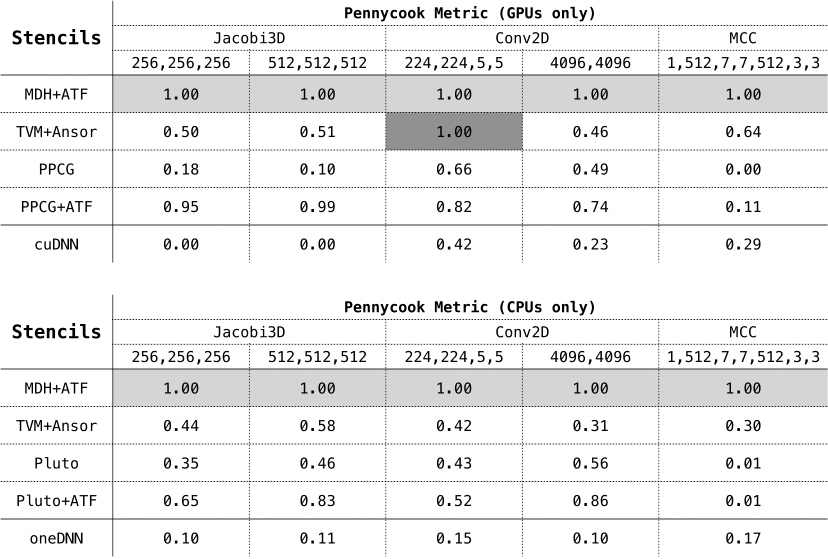 Pennycook Metric (GPUs only)
Stencils Jacobi3D Conv2D MCC
256,256,256 512,512,512 224,224,5,5 4096,4096 1,512,7,7,512,3,3
MDH+ATF 1.00 1.00 1.00 1.00 1.00
TVM+Ansor 0.50 0.51 1.00 0.46 0.64
PPCG 0.18 0.10 0.66 0.49 0.00
PPCG+ATF 0.95 0.99 0.82 0.74 0.11
cuDNN 0.00 0.00 0.42 0.23 0.29
Pennycook Metric (CPUs only)
Stencils Jacobi3D Conv2D MCC
256,256,256 512,512,512 224,224,5,5 4096,4096 1,512,7,7,512,3,3
MDH+ATF 1.00 1.00 1.00 1.00 1.00
TVM+Ansor 0.44 0.58 0.42 0.31 0.30
Pluto 0.35 0.46 0.43 0.56 0.01
Pluto+ATF 0.65 0.83 0.52 0.86 0.01
oneDNN 0.10 0.11 0.15 0.10 0.17